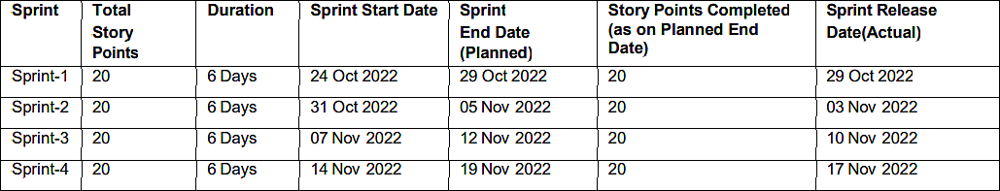 Sprint Total Story Points Duration Sprint Start Date Sprint End Date (Planned) Story Points Completed (as on Planned End Date) Sprint Release Date(Actual)
Sprint-1 20 6 Days 24 Oct 2022 29 Oct 2022 20 29 Oct 2022
Sprint-2 20 6 Days 31 Oct 2022 05 Nov 2022 20 03 Nov 2022
Sprint-3 20 6 Days 07 Nov 2022 12 Nov 2022 20 10 Nov 2022
Sprint-4 20 6 Days 14 Nov 2022 19 Nov 2022 20 17 Nov 2022